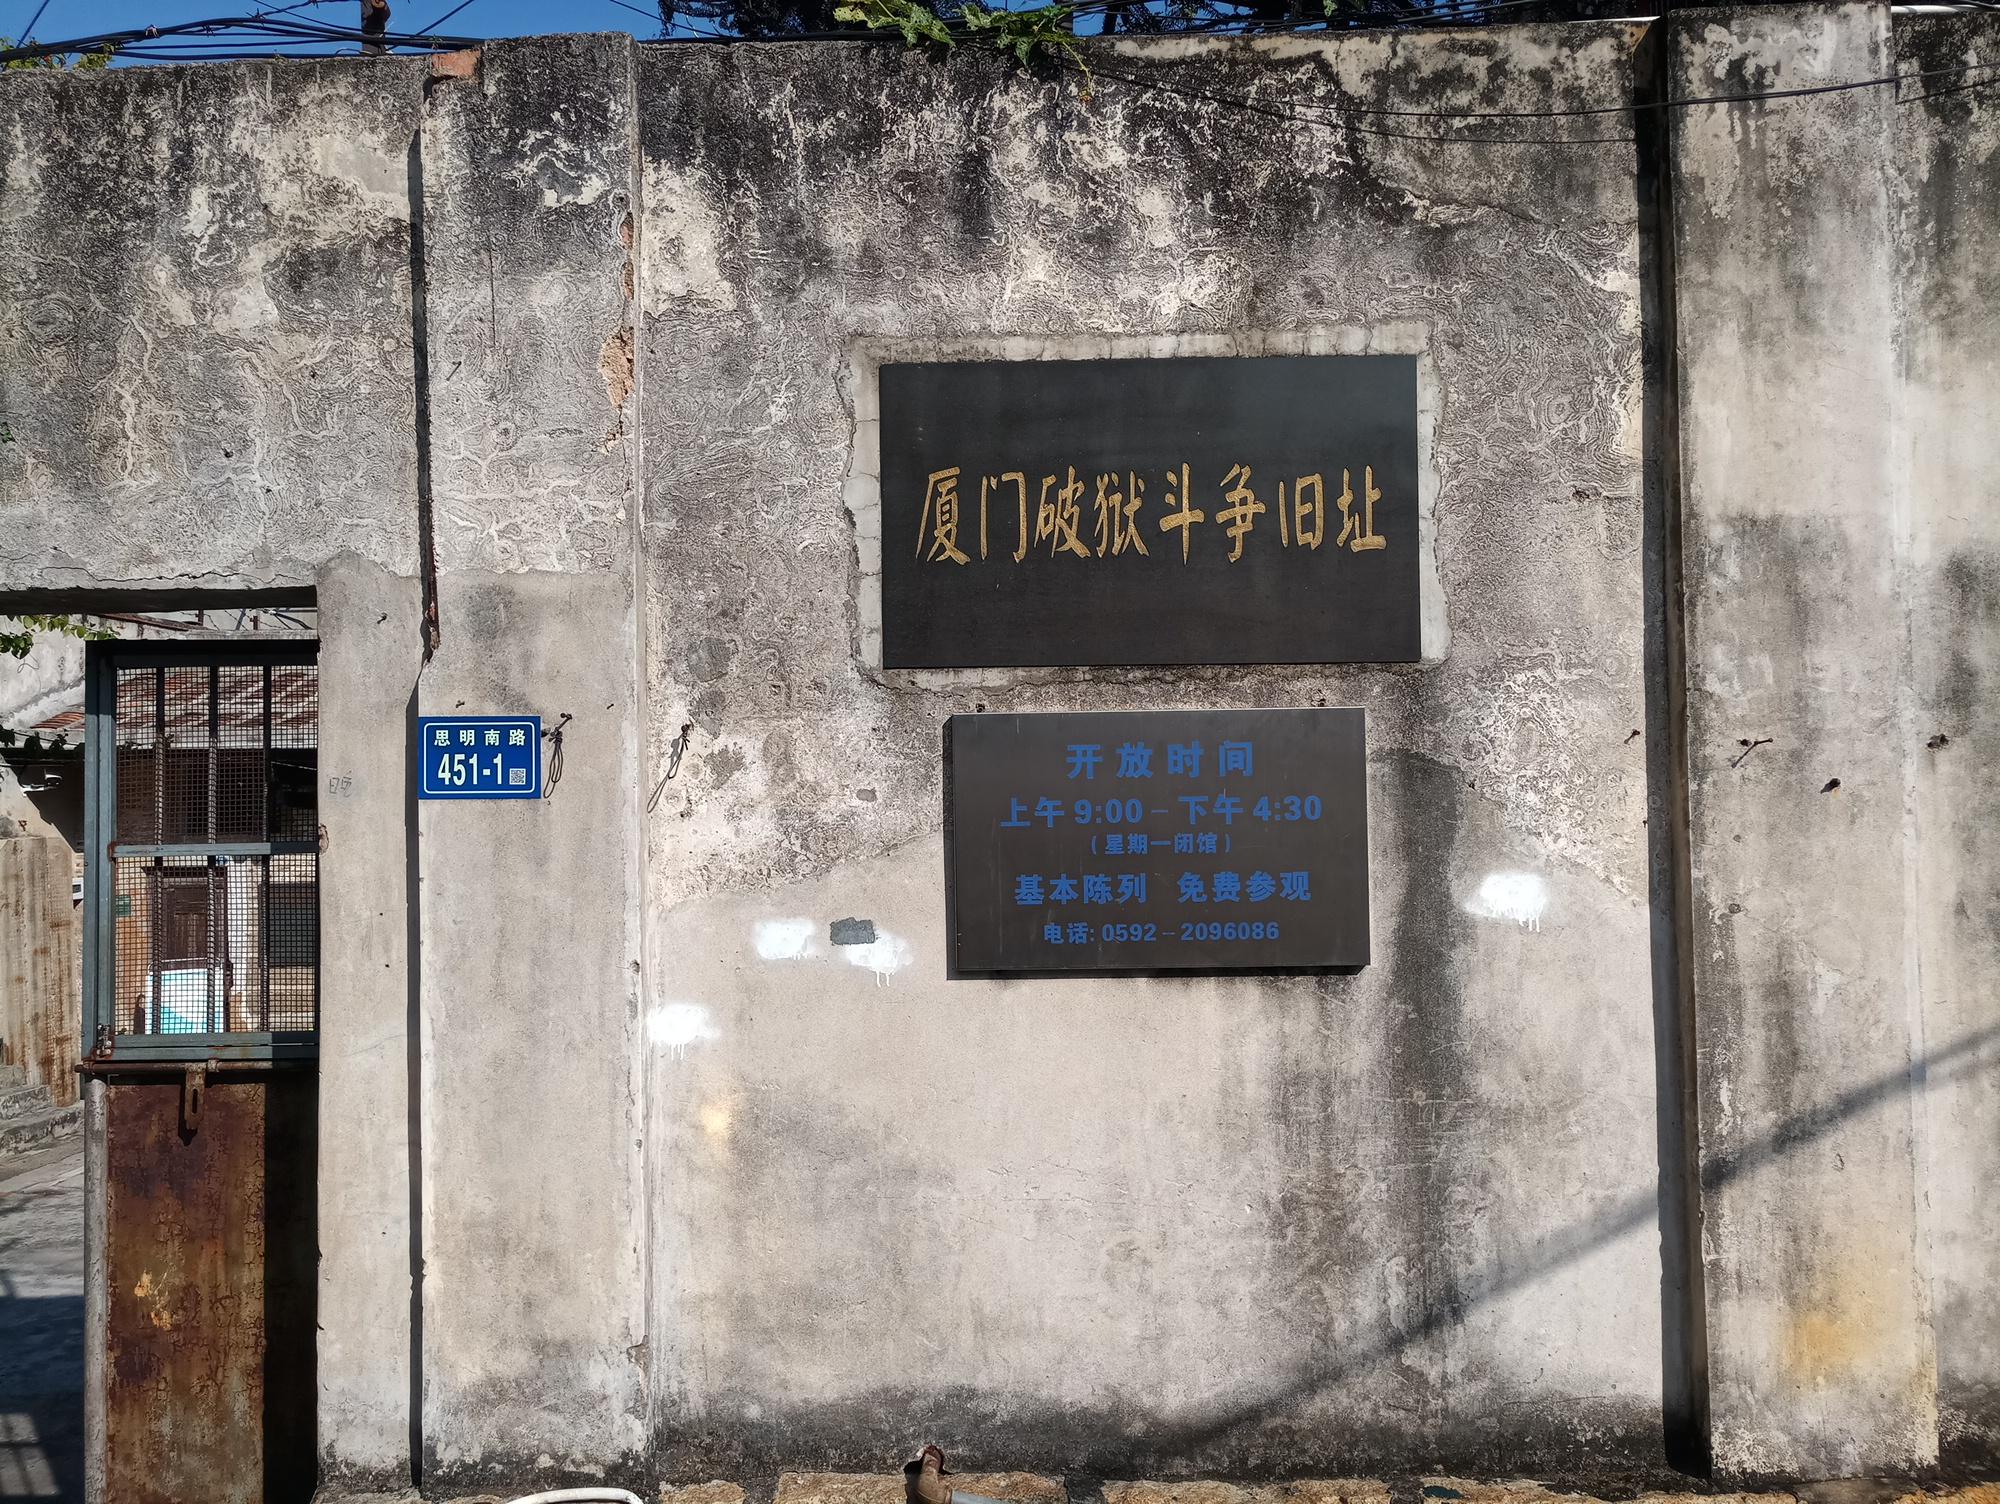 厦门破狱斗争旧址
思明南路
451-1
开放时间
上午 9:00 - 下午 4:30
(星期一闭馆)
基本陈列 免费参观
电话: 0592 - 2096086